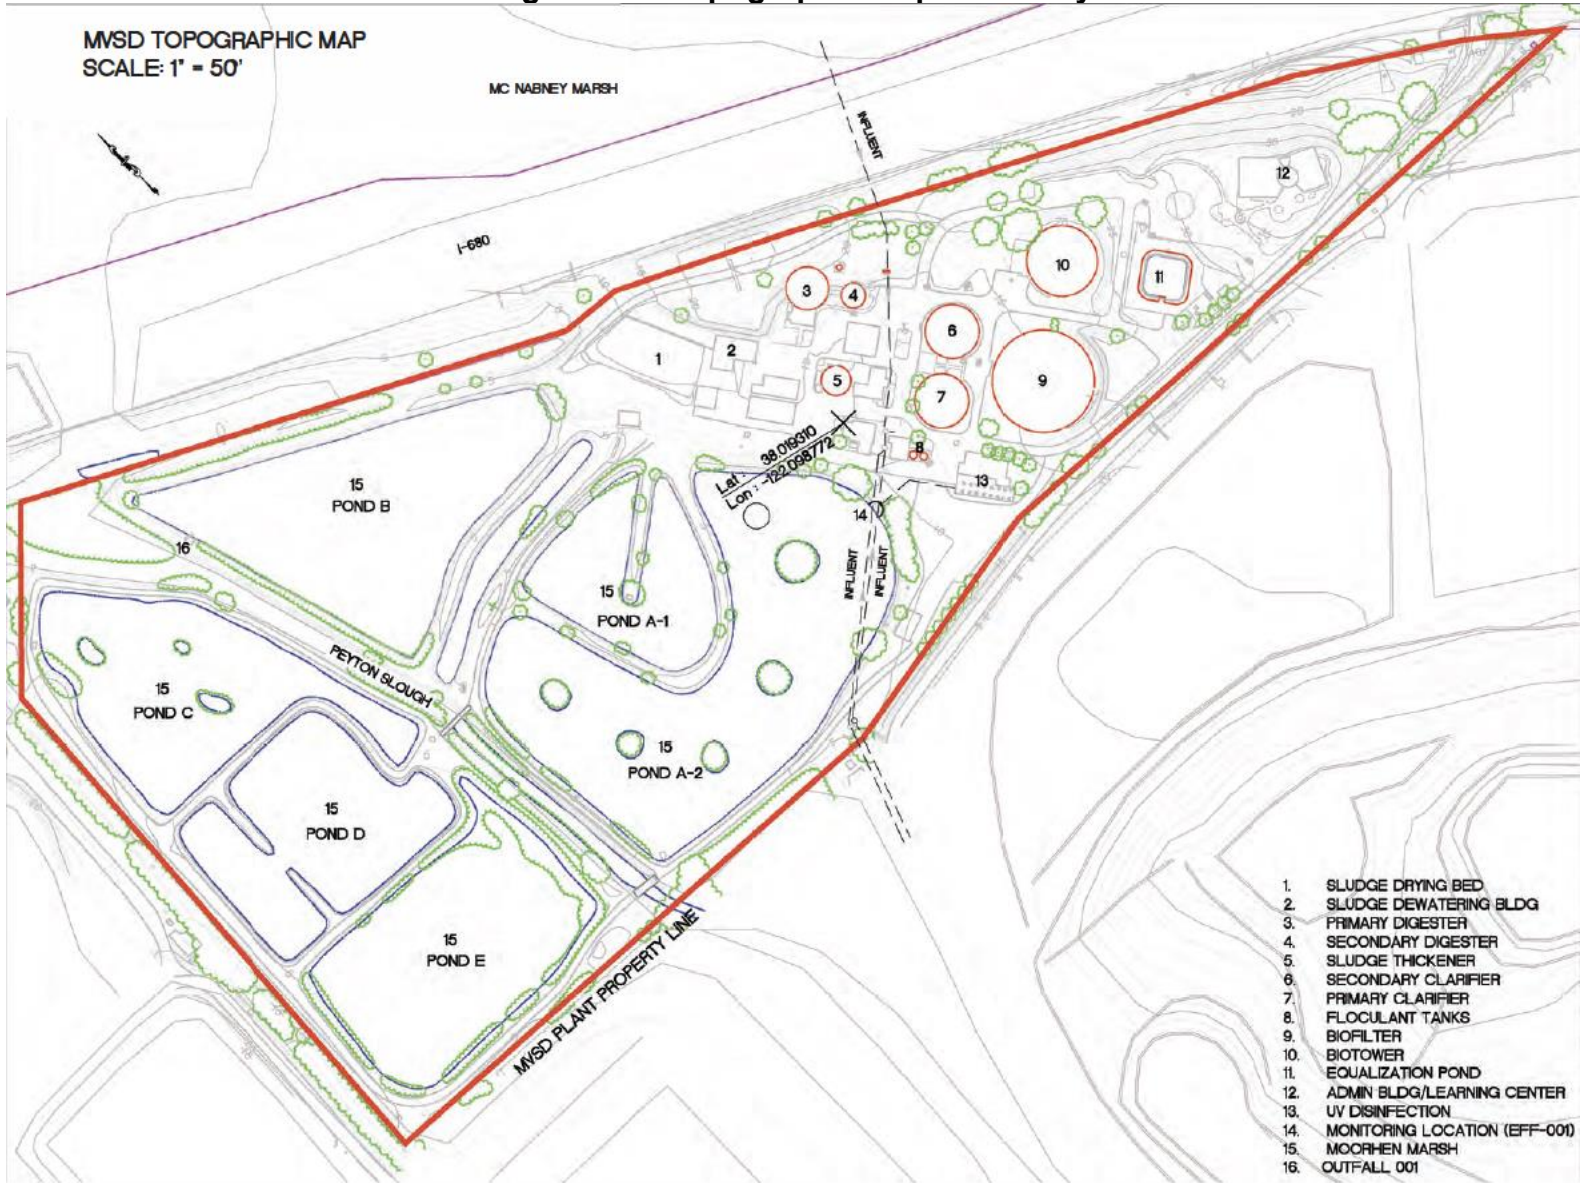 MVSD TOPOGRAPHIC MAP
SCALE: 1" = 50'
MC NABNEY MARSH
INFLUENT
I-680
12
10
11
3
4
6
2
1
5
9
7
Lat : 38.019310
Lon : -122.098772
8
13
14
15
POND B
16
INFLUENT
INFLUENT
15
POND A-1
PEYTON SLOUGH
15
POND C
15
POND A-2
15
POND D
15
POND E
MVSD PLANT PROPERTY LINE
1. SLUDGE DRYING BED
2. SLUDGE DEWATERING BLDG
3. PRIMARY DIGESTER
4. SECONDARY DIGESTER
5. SLUDGE THICKENER
6. SECONDARY CLARIFIER
7. PRIMARY CLARIFIER
8. FLOCULANT TANKS
9. BIOFILTER
10. BIOTOWER
11. EQUALIZATION POND
12. ADMIN BLDG/LEARNING CENTER
13. UV DISINFECTION
14. MONITORING LOCATION (EFF-001)
15. MOORHEN MARSH
16. OUTFALL 001